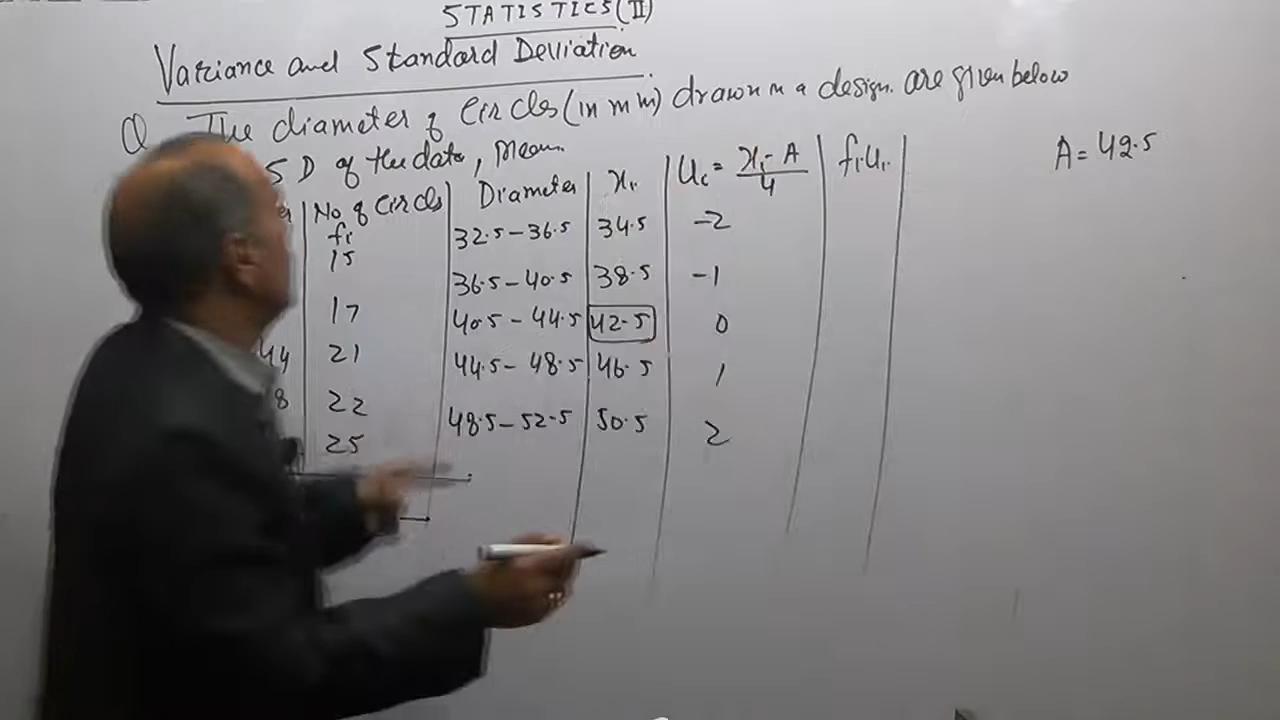 STATISTICS(II)
Variance and Standard Deviation
Q. The diameter of circles (in mm) drawn in a design. are given below
S D of the data, Mean.
A = 42.5
No of circles fi | Diameter | xi | Ui = xi - A / 4 | fiui
15 | 32.5-36.5 | 34.5 | -2
17 | 36.5-40.5 | 38.5 | -1
44 | 21 | 40.5-44.5 | 42.5 | 0
8 | 22 | 44.5-48.5 | 46.5 | 1
25 | 48.5-52.5 | 50.5 | 2